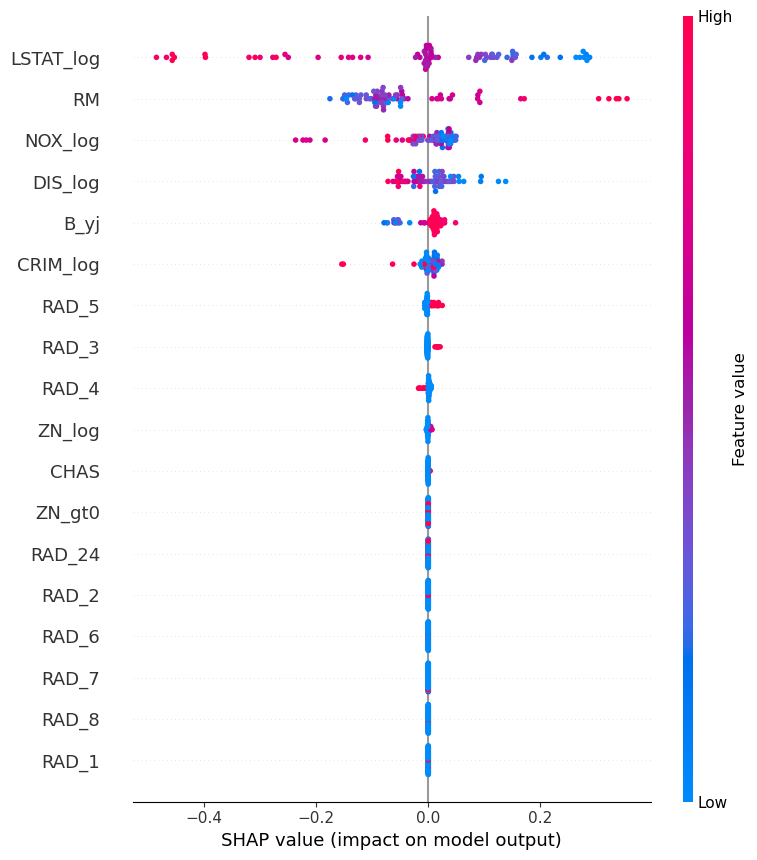 High
LSTAT_log
RM
NOX_log
DIS_log
B_yj
CRIM_log
RAD_5
RAD_3
RAD_4
ZN_log
CHAS
ZN_gt0
RAD_24
RAD_2
RAD_6
RAD_7
RAD_8
RAD_1
Feature value
Low
−0.4 −0.2 0.0 0.2
SHAP value (impact on model output)